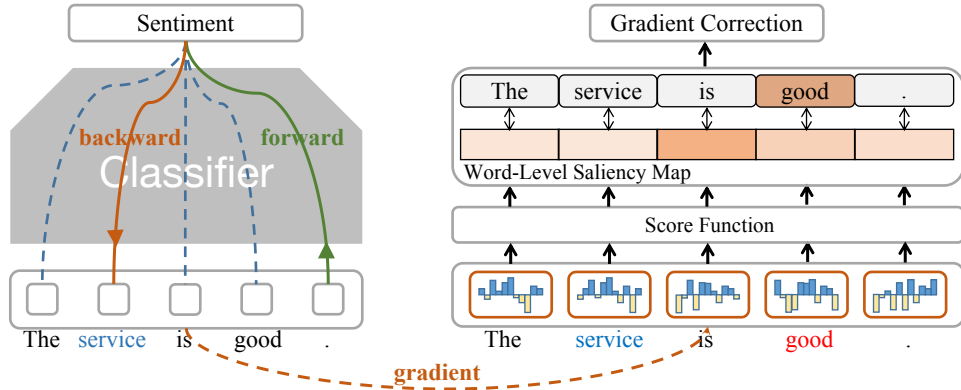 Sentiment
backward
forward
Classifier
The service is good .
gradient
Gradient Correction
The service is good .
Word-Level Saliency Map
Score Function
The service is good .